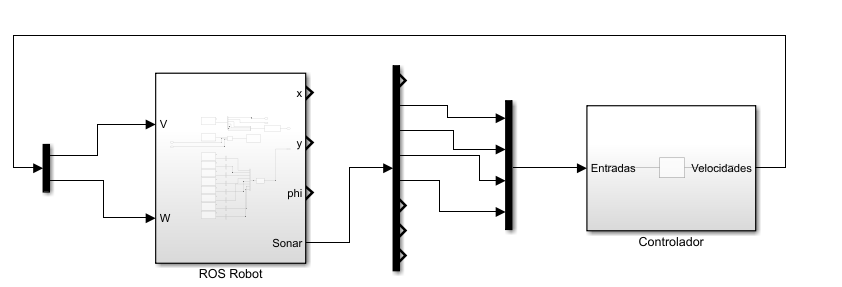 x
V
y
Entradas
Velocidades
phi
W
Sonar
Controlador
ROS Robot